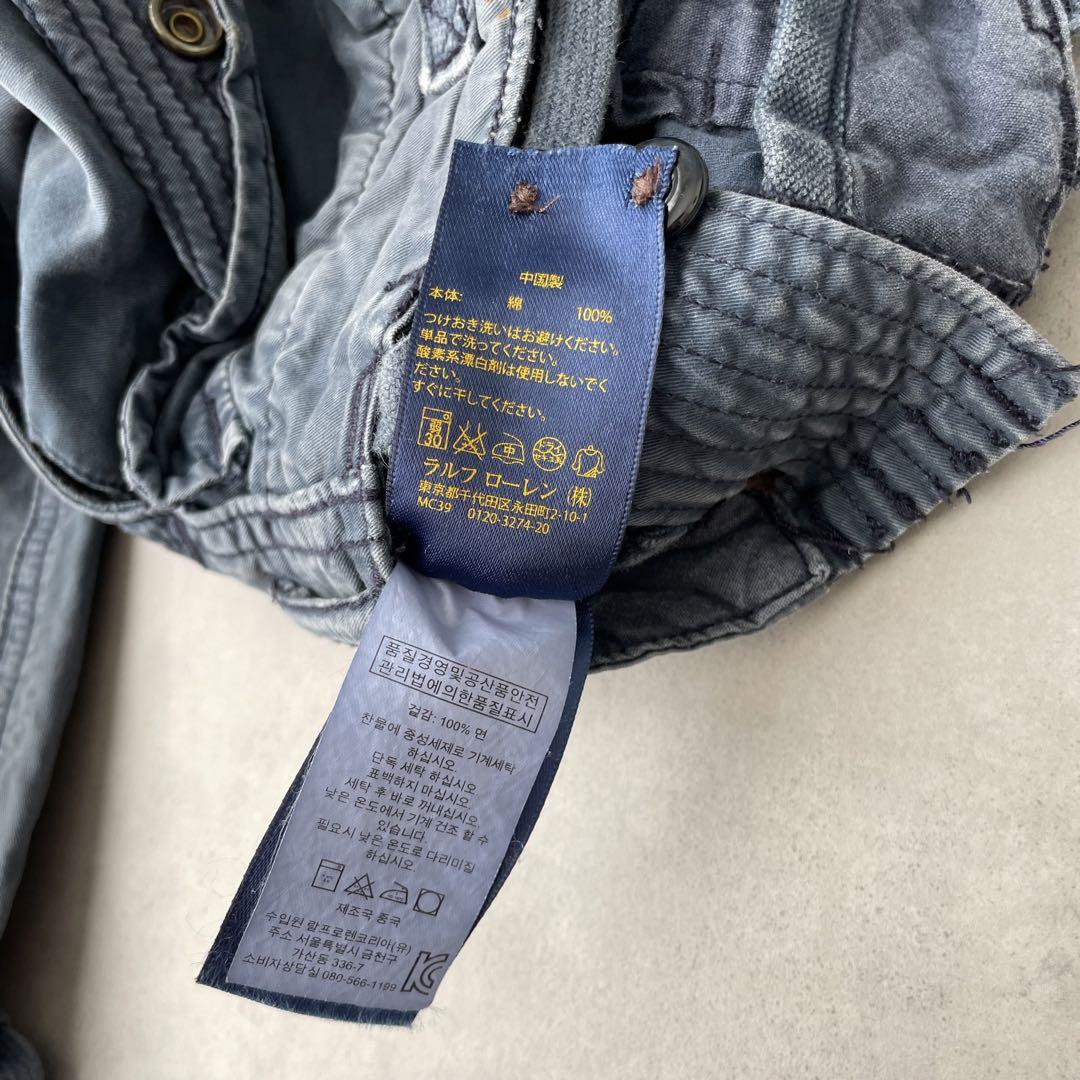 中国製
本体: 綿 100%
つけおき洗いはお避けください。
単品で洗ってください。
酸素系漂白剤は使用しないでく
ださい。
すぐに干してください。
弱
30
中
ドライ
セキユ系
ラルフ ローレン (株)
東京都千代田区永田町2-10-1
MC39 0120-3274-20
품질경영및공산품안전
관리법에의한품질표시
겉감: 100% 면
찬물에 중성세제로 기계세탁
하십시오.
단독 세탁 하십시오
표백하지 마십시오.
세탁 후 바로 꺼내십시오.
낮은 온도에서 기계 건조 할 수
있습니다.
필요시 낮은 온도로 다리미질
하십시오.
제조국 중국
수입원 랄프로렌코리아(유)
주소 서울특별시 금천구
가산동 336-7
소비자상담실 080-566-1199